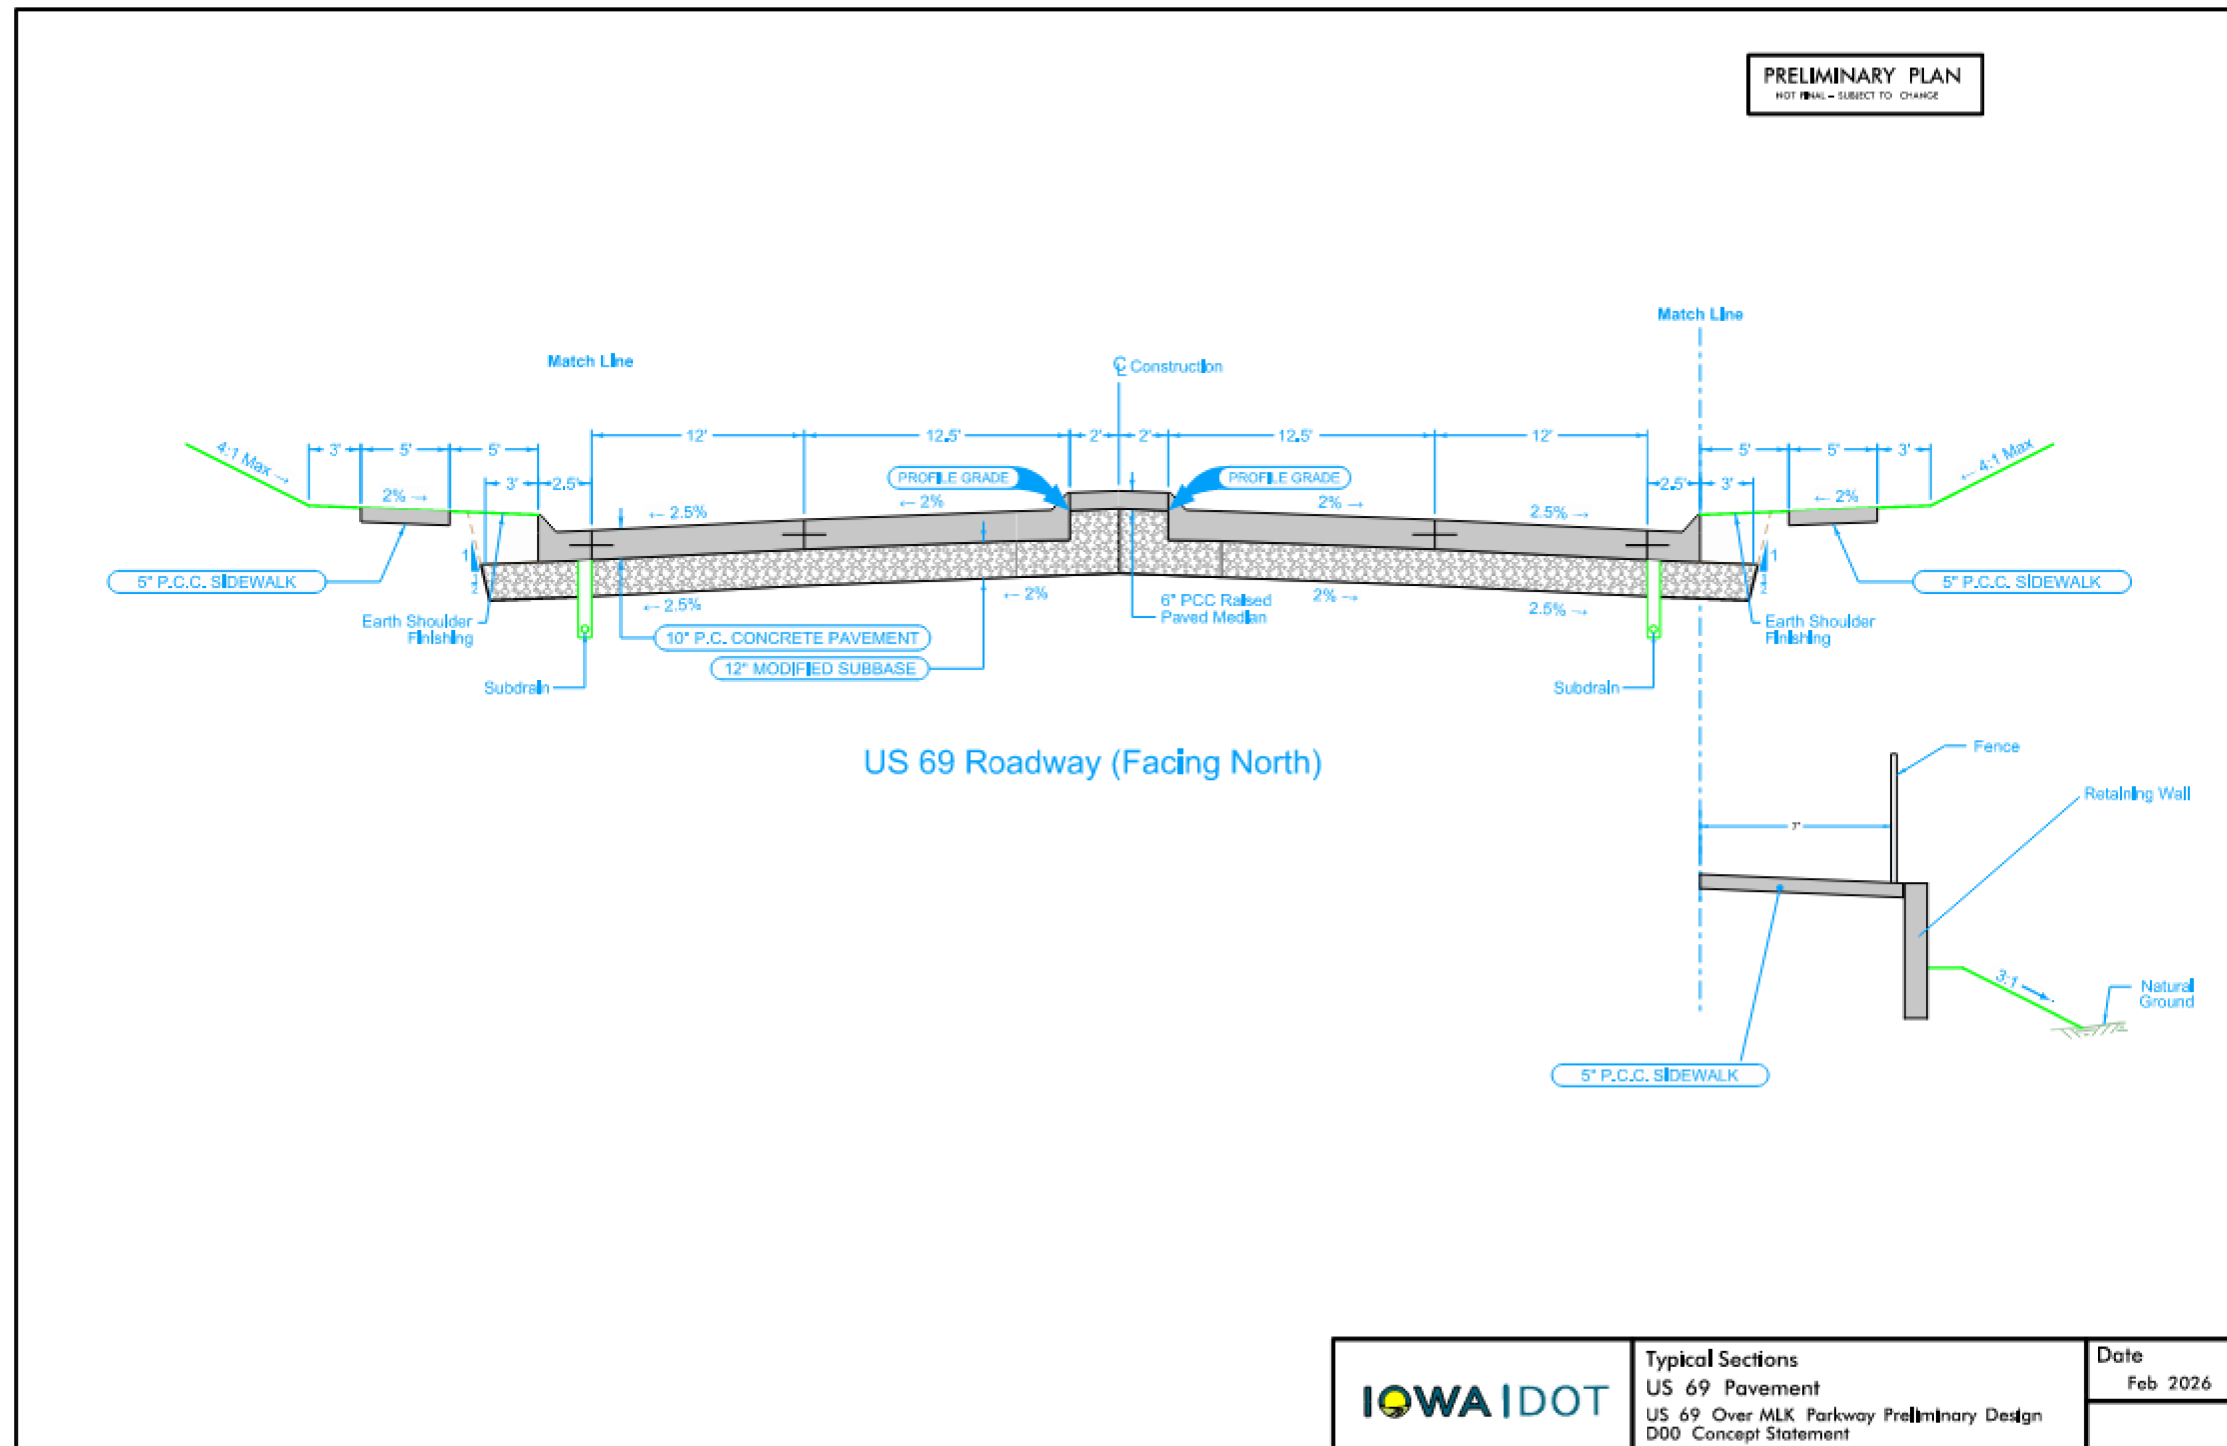 PRELIMINARY PLAN
NOT FINAL – SUBJECT TO CHANGE
Match Line
Match Line
℄ Construction
12'
12.5'
2'
2'
12.5'
12'
4:1 Max →
3'
5'
5'
5'
5'
3'
← 4:1 Max
PROFILE GRADE
PROFILE GRADE
3'
2.5'
2.5'
3'
2% →
← 2.5%
← 2%
2% →
2.5% →
← 2%
1
1
2
2
5" P.C.C. SIDEWALK
5" P.C.C. SIDEWALK
← 2.5%
← 2%
6" PCC Raised
Paved Median
2% →
2.5% →
Earth Shoulder
Finishing
Earth Shoulder
Finishing
10" P.C. CONCRETE PAVEMENT
12" MODIFIED SUBBASE
Subdrain
Subdrain
US 69 Roadway (Facing North)
Fence
Retaining Wall
7'
3:1
Natural
Ground
5" P.C.C. SIDEWALK
IOWA DOT
Typical Sections
US 69 Pavement
US 69 Over MLK Parkway Preliminary Design
D00 Concept Statement
Date
Feb 2026